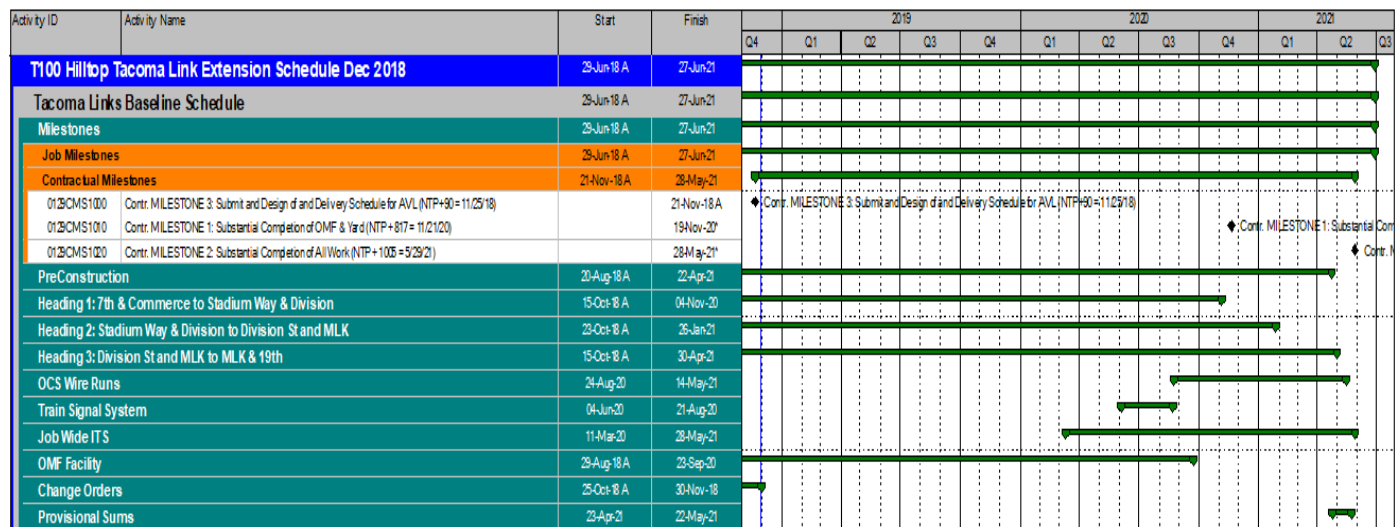 Activity ID Activity Name Start Finish 2019 2020 2021
Q4 Q1 Q2 Q3 Q4 Q1 Q2 Q3 Q4 Q1 Q2 Q3
T100 Hilltop Tacoma Link Extension Schedule Dec 2018 29-Jun-18 A 27-Jun-21
Tacoma Links Baseline Schedule 29-Jun-18 A 27-Jun-21
Milestones 29-Jun-18 A 27-Jun-21
Job Milestones 29-Jun-18 A 27-Jun-21
Contractual Milestones 21-Nov-18 A 28-May-21
0129CMS1000 Contr. MILESTONE 3: Submit and Design of and Delivery Schedule for AVL (NTP+90 = 11/25/18) 21-Nov-18 A Contr. MILESTONE 3: Submit and Design of and Delivery Schedule for AVL (NTP+90 = 11/25/18)
0129CMS1010 Contr. MILESTONE 1: Substantial Completion of OMF & Yard (NTP + 817 = 11/21/20) 19-Nov-20* Contr. MILESTONE 1: Substantial Com
0129CMS1020 Contr. MILESTONE 2: Substantial Completion of All Work (NTP + 1005 = 5/29/21) 28-May-21* Contr. M
PreConstruction 20-Aug-18 A 22-Apr-21
Heading 1: 7th & Commerce to Stadium Way & Division 15-Oct-18 A 04-Nov-20
Heading 2: Stadium Way & Division to Division St and MLK 23-Oct-18 A 26-Jan-21
Heading 3: Division St and MLK to MLK & 19th 15-Oct-18 A 30-Apr-21
OCS Wire Runs 24-Aug-20 14-May-21
Train Signal System 04-Jun-20 21-Aug-20
Job Wide ITS 11-Mar-20 28-May-21
OMF Facility 29-Aug-18 A 23-Sep-20
Change Orders 25-Oct-18 A 30-Nov-18
Provisional Sums 23-Apr-21 22-May-21